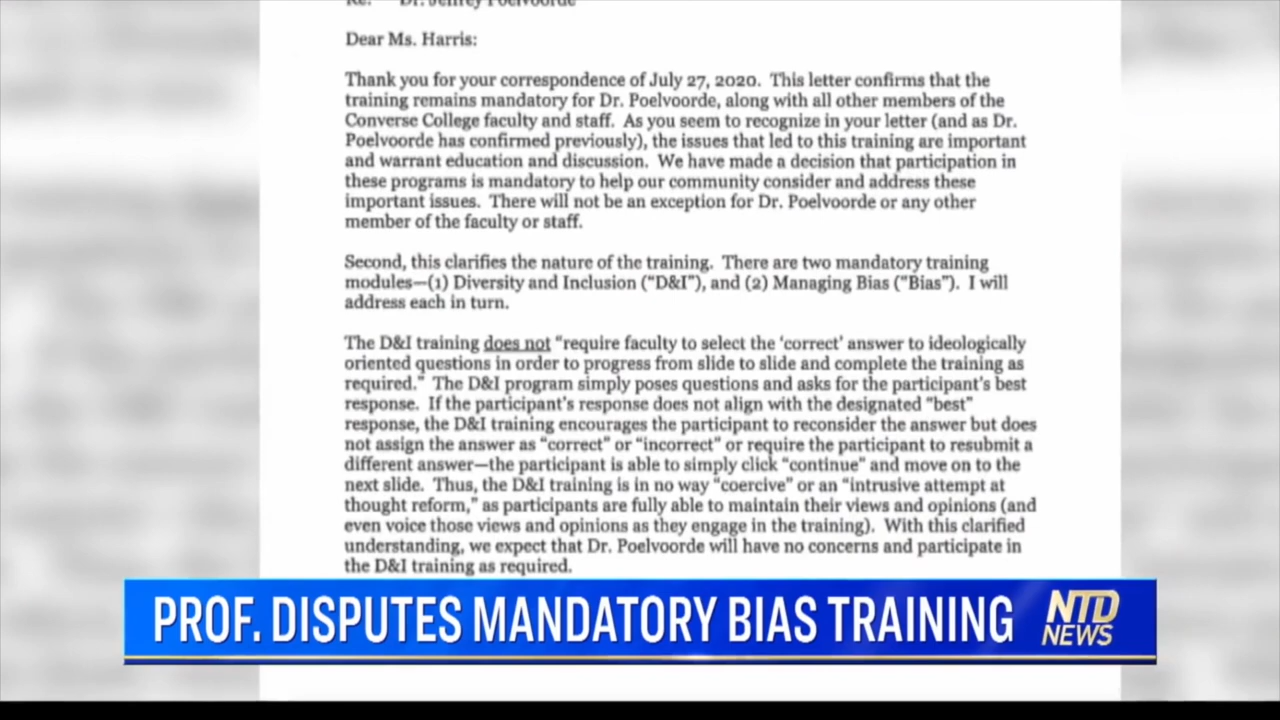 Re: Dr. Jeffrey Poelvoorde
Dear Ms. Harris:
Thank you for your correspondence of July 27, 2020. This letter confirms that the
training remains mandatory for Dr. Poelvoorde, along with all other members of the
Converse College faculty and staff. As you seem to recognize in your letter (and as Dr.
Poelvoorde has confirmed previously), the issues that led to this training are important
and warrant education and discussion. We have made a decision that participation in
these programs is mandatory to help our community consider and address these
important issues. There will not be an exception for Dr. Poelvoorde or any other
member of the faculty or staff.
Second, this clarifies the nature of the training. There are two mandatory training
modules—(1) Diversity and Inclusion (“D&I”), and (2) Managing Bias (“Bias”). I will
address each in turn.
The D&I training does not “require faculty to select the ‘correct’ answer to ideologically
oriented questions in order to progress from slide to slide and complete the training as
required.” The D&I program simply poses questions and asks for the participant’s best
response. If the participant’s response does not align with the designated “best”
response, the D&I training encourages the participant to reconsider the answer but does
not assign the answer as “correct” or “incorrect” or require the participant to resubmit a
different answer—the participant is able to simply click “continue” and move on to the
next slide. Thus, the D&I training is in no way “coercive” or an “intrusive attempt at
thought reform,” as participants are fully able to maintain their views and opinions (and
even voice those views and opinions as they engage in the training). With this clarified
understanding, we expect that Dr. Poelvoorde will have no concerns and participate in
the D&I training as required.
PROF. DISPUTES MANDATORY BIAS TRAINING
NTD
NEWS